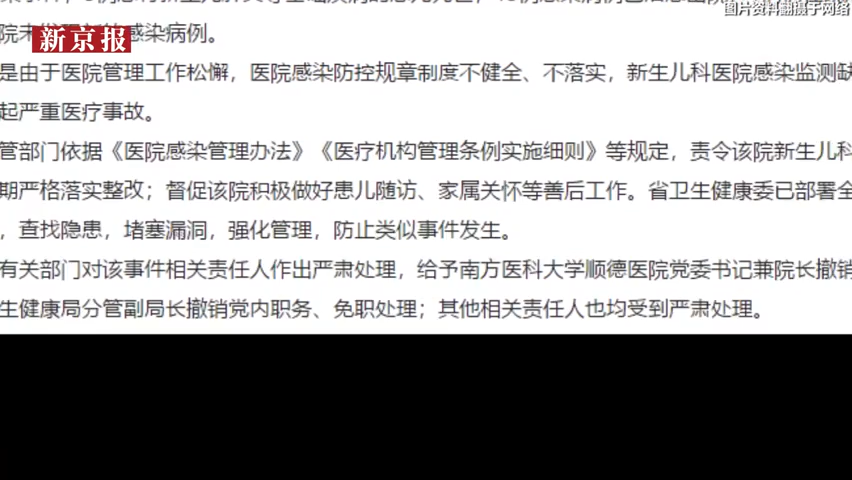 图片资料翻摄于网络
新京报
院未 感染病例。
是由于医院管理工作松懈，医院感染防控规章制度不健全、不落实，新生儿科医院感染监测缺
起严重医疗事故。
管部门依据《医院感染管理办法》《医疗机构管理条例实施细则》等规定，责令该院新生儿科
期严格落实整改；督促该院积极做好患儿随访、家属关怀等善后工作。省卫生健康委已部署全
，查找隐患，堵塞漏洞，强化管理，防止类似事件发生。
有关部门对该事件相关责任人作出严肃处理，给予南方医科大学顺德医院党委书记兼院长撤销
生健康局分管副局长撤销党内职务、免职处理；其他相关责任人也均受到严肃处理。